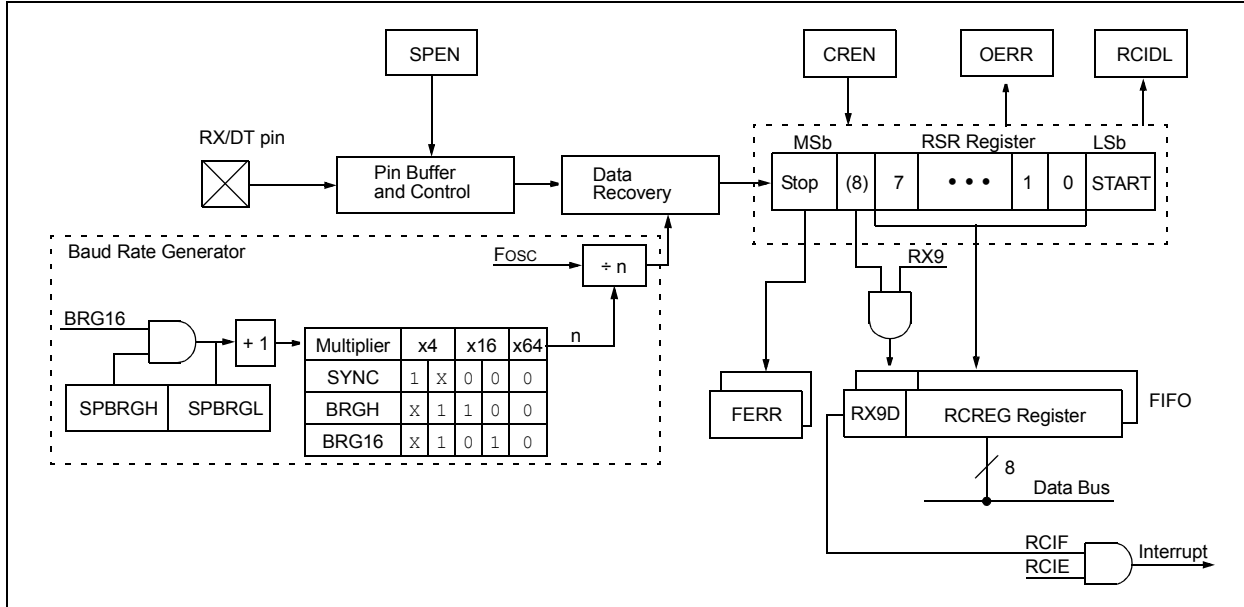 SPEN
CREN
OERR
RCIDL
RX/DT pin
Pin Buffer
and Control
Data
Recovery
MSb RSR Register LSb
Stop (8) 7 • • • 1 0 START
Baud Rate Generator
FOSC
÷ n
RX9
BRG16
+ 1
n
Multiplier x4 x16 x64
SYNC 1 X 0 0 0
BRGH X 1 1 0 0
BRG16 X 1 0 1 0
SPBRGH SPBRGL
FERR
RX9D RCREG Register
FIFO
8
Data Bus
RCIF
RCIE
Interrupt